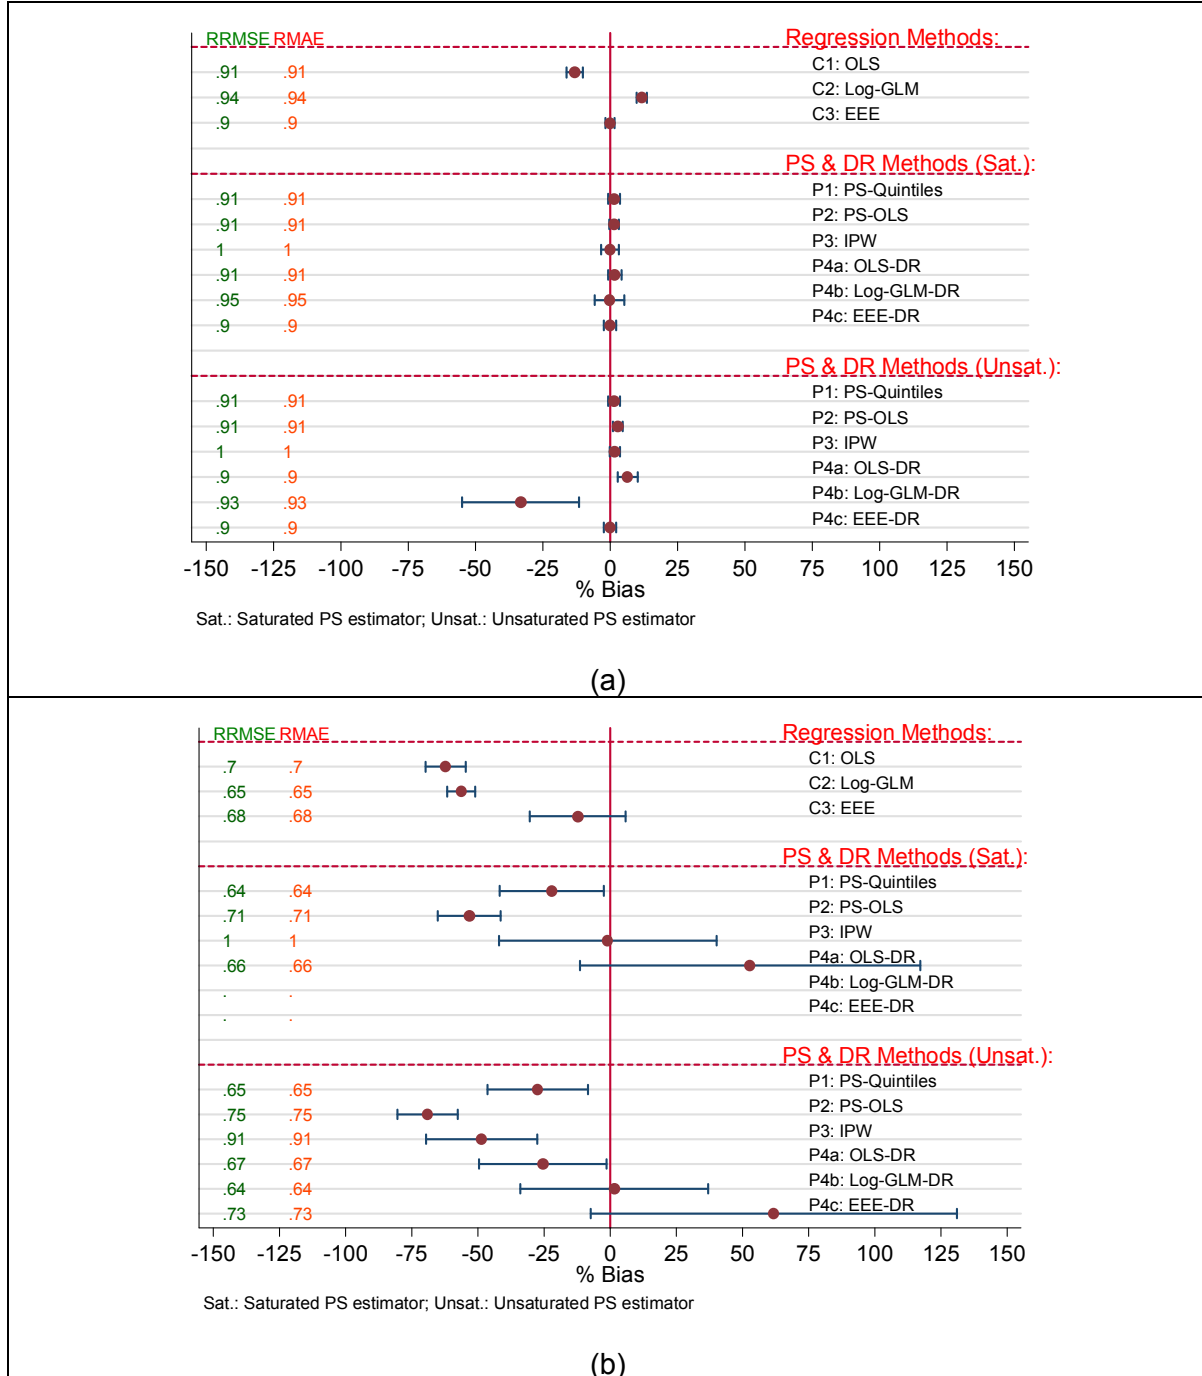 RRMSE RMAE Regression Methods:
.91 .91 C1: OLS
.94 .94 C2: Log-GLM
.9 .9 C3: EEE
PS & DR Methods (Sat.):
.91 .91 P1: PS-Quintiles
.91 .91 P2: PS-OLS
1 1 P3: IPW
.91 .91 P4a: OLS-DR
.95 .95 P4b: Log-GLM-DR
.9 .9 P4c: EEE-DR
PS & DR Methods (Unsat.):
.91 .91 P1: PS-Quintiles
.91 .91 P2: PS-OLS
1 1 P3: IPW
.9 .9 P4a: OLS-DR
.93 .93 P4b: Log-GLM-DR
.9 .9 P4c: EEE-DR
-150 -125 -100 -75 -50 -25 0 25 50 75 100 125 150
% Bias
Sat.: Saturated PS estimator; Unsat.: Unsaturated PS estimator
(a)
RRMSE RMAE Regression Methods:
.7 .7 C1: OLS
.65 .65 C2: Log-GLM
.68 .68 C3: EEE
PS & DR Methods (Sat.):
.64 .64 P1: PS-Quintiles
.71 .71 P2: PS-OLS
1 1 P3: IPW
.66 .66 P4a: OLS-DR
. . P4b: Log-GLM-DR
. . P4c: EEE-DR
PS & DR Methods (Unsat.):
.65 .65 P1: PS-Quintiles
.75 .75 P2: PS-OLS
.91 .91 P3: IPW
.67 .67 P4a: OLS-DR
.64 .64 P4b: Log-GLM-DR
.73 .73 P4c: EEE-DR
-150 -125 -100 -75 -50 -25 0 25 50 75 100 125 150
% Bias
Sat.: Saturated PS estimator; Unsat.: Unsaturated PS estimator
(b)